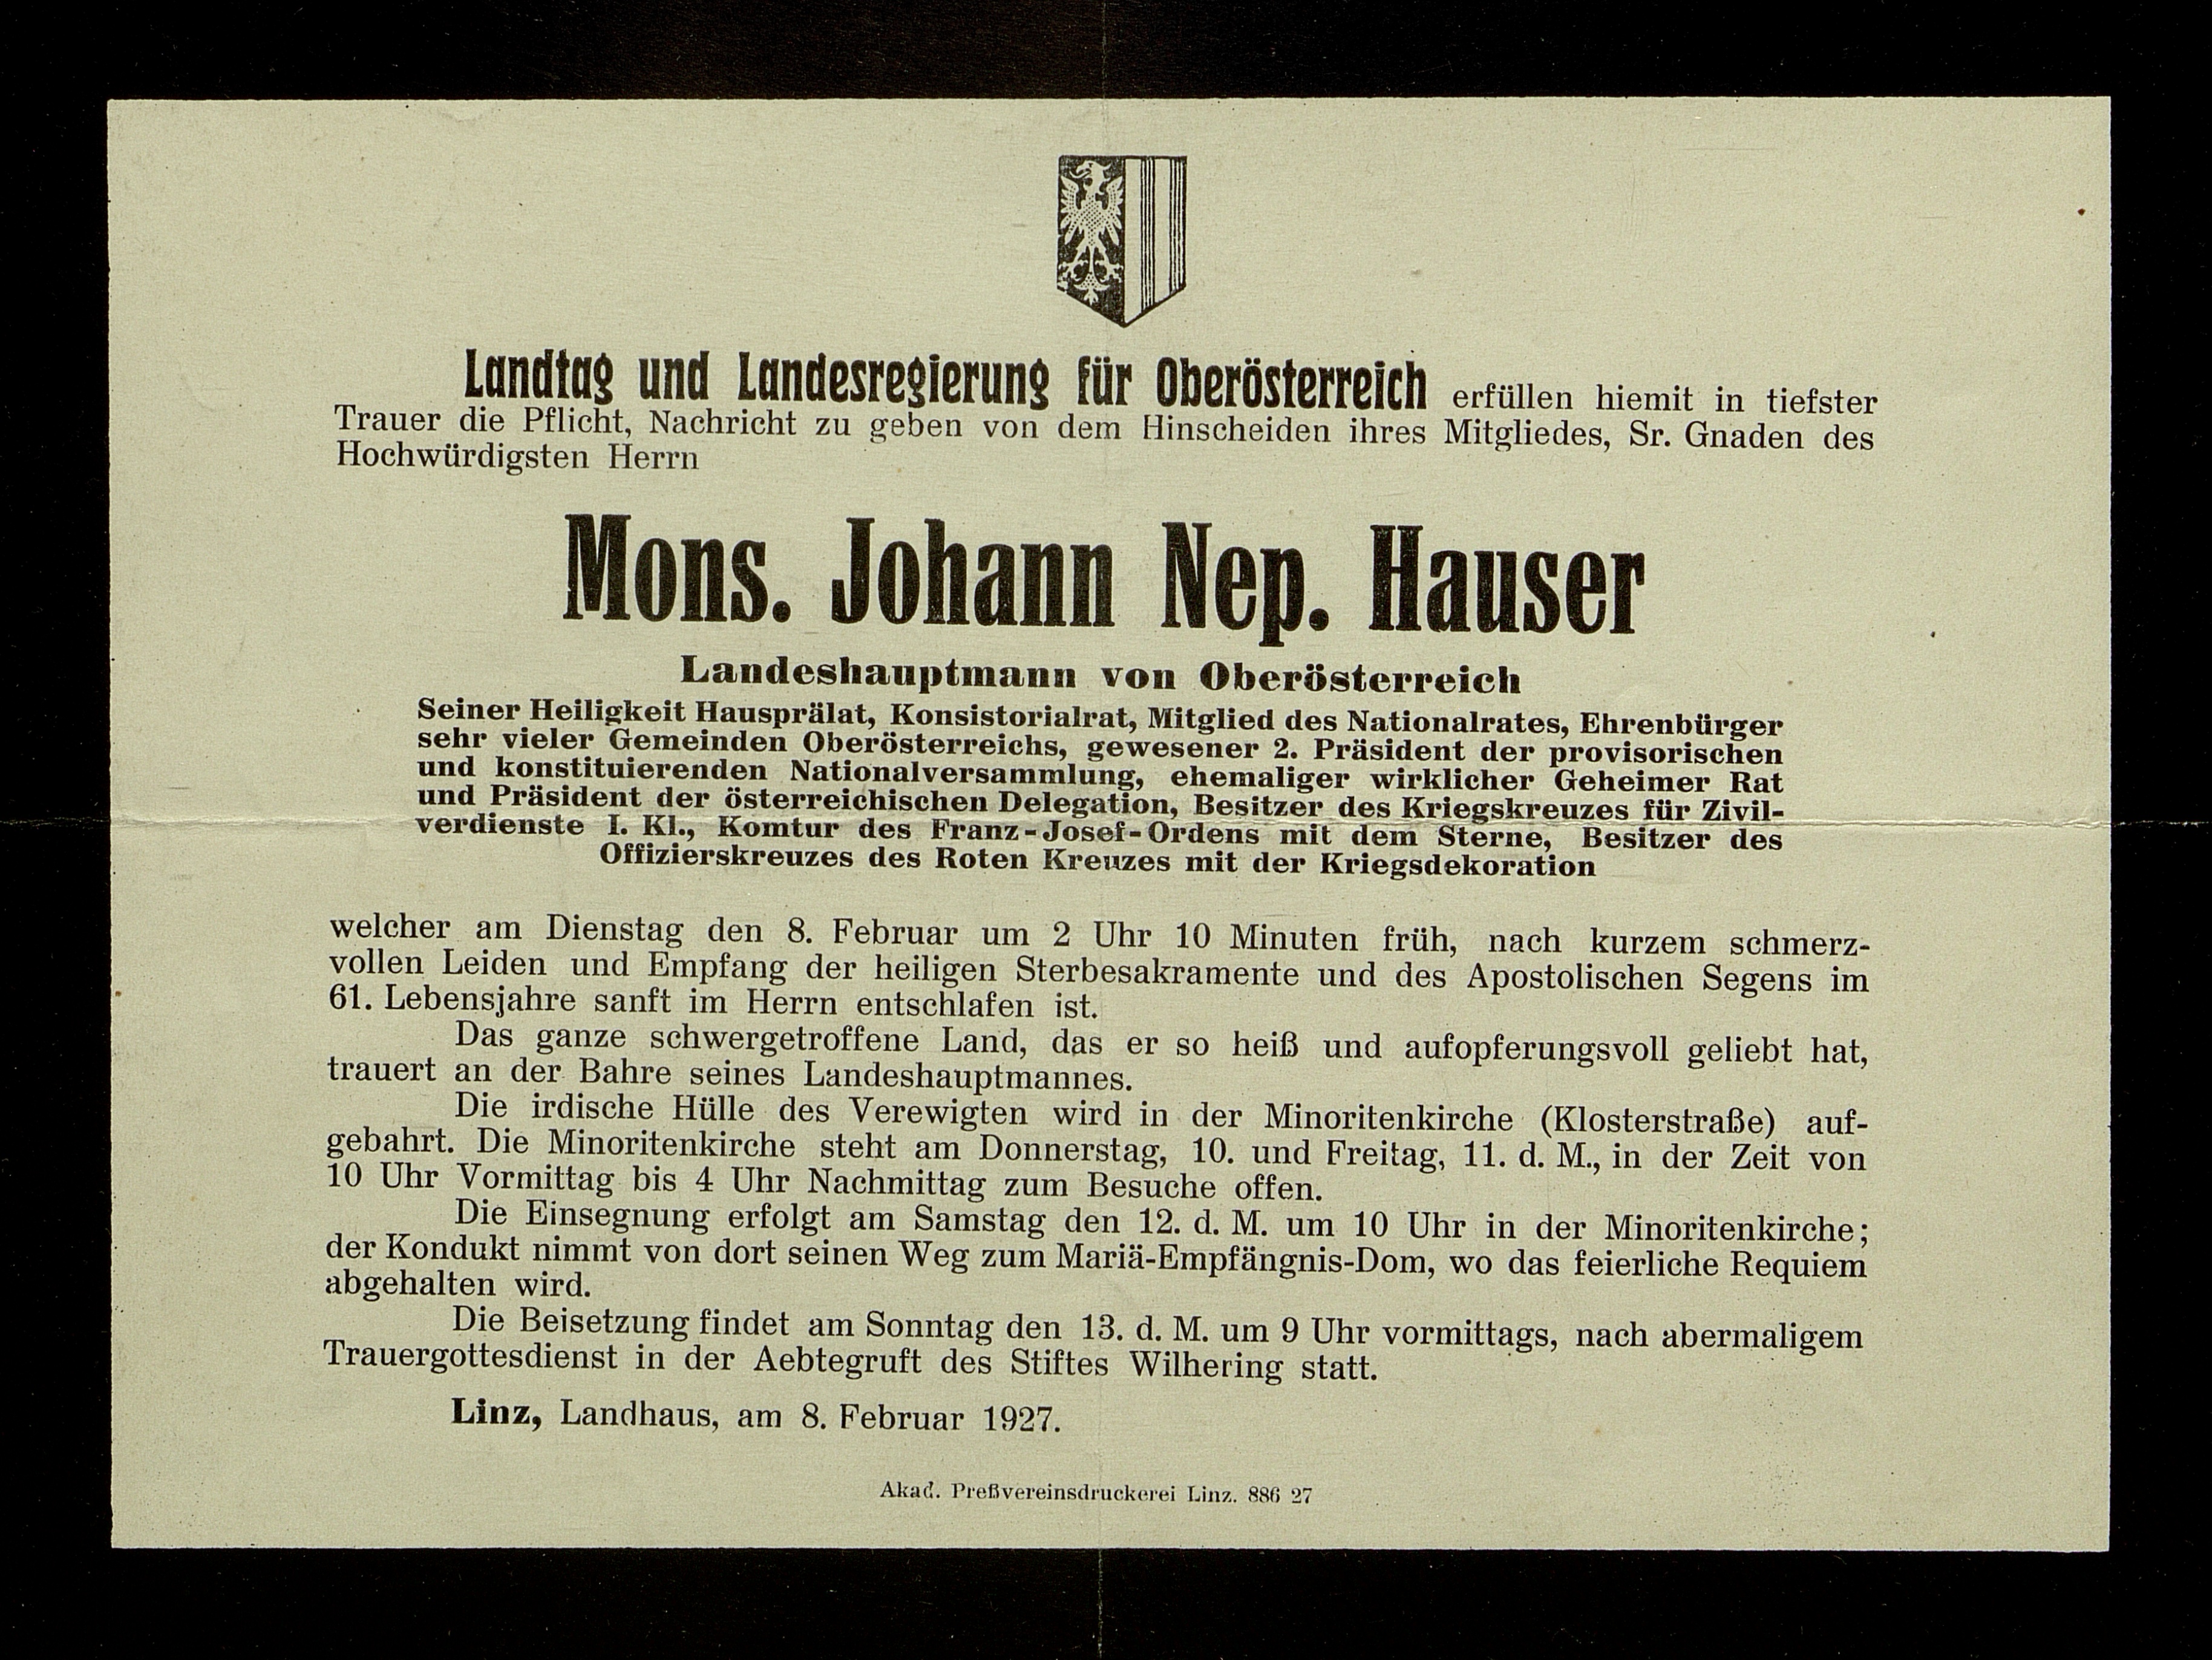 Landtag und Landesregierung für Oberösterreich erfüllen hiemit in tiefster
Trauer die Pflicht, Nachricht zu geben von dem Hinscheiden ihres Mitgliedes, Sr. Gnaden des
Hochwürdigsten Herrn
Mons. Johann Nep. Hauser
Landeshauptmann von Oberösterreich
Seiner Heiligkeit Hausprälat, Konsistorialrat, Mitglied des Nationalrates, Ehrenbürger
sehr vieler Gemeinden Oberösterreichs, gewesener 2. Präsident der provisorischen
und konstituierenden Nationalversammlung, ehemaliger wirklicher Geheimer Rat
und Präsident der österreichischen Delegation, Besitzer des Kriegskreuzes für Zivil-
verdienste I. Kl., Komtur des Franz-Josef-Ordens mit dem Sterne, Besitzer des
Offizierskreuzes des Roten Kreuzes mit der Kriegsdekoration
welcher am Dienstag den 8. Februar um 2 Uhr 10 Minuten früh, nach kurzem schmerz-
vollen Leiden und Empfang der heiligen Sterbesakramente und des Apostolischen Segens im
61. Lebensjahre sanft im Herrn entschlafen ist.
Das ganze schwergetroffene Land, das er so heiß und aufopferungsvoll geliebt hat,
trauert an der Bahre seines Landeshauptmannes.
Die irdische Hülle des Verewigten wird in der Minoritenkirche (Klosterstraße) auf-
gebahrt. Die Minoritenkirche steht am Donnerstag, 10. und Freitag, 11. d. M., in der Zeit von
10 Uhr Vormittag bis 4 Uhr Nachmittag zum Besuche offen.
Die Einsegnung erfolgt am Samstag den 12. d. M. um 10 Uhr in der Minoritenkirche;
der Kondukt nimmt von dort seinen Weg zum Mariä-Empfängnis-Dom, wo das feierliche Requiem
abgehalten wird.
Die Beisetzung findet am Sonntag den 13. d. M. um 9 Uhr vormittags, nach abermaligem
Trauergottesdienst in der Aebtegruft des Stiftes Wilhering statt.
Linz, Landhaus, am 8. Februar 1927.
Akad. Preßvereinsdruckerei Linz. 886 27